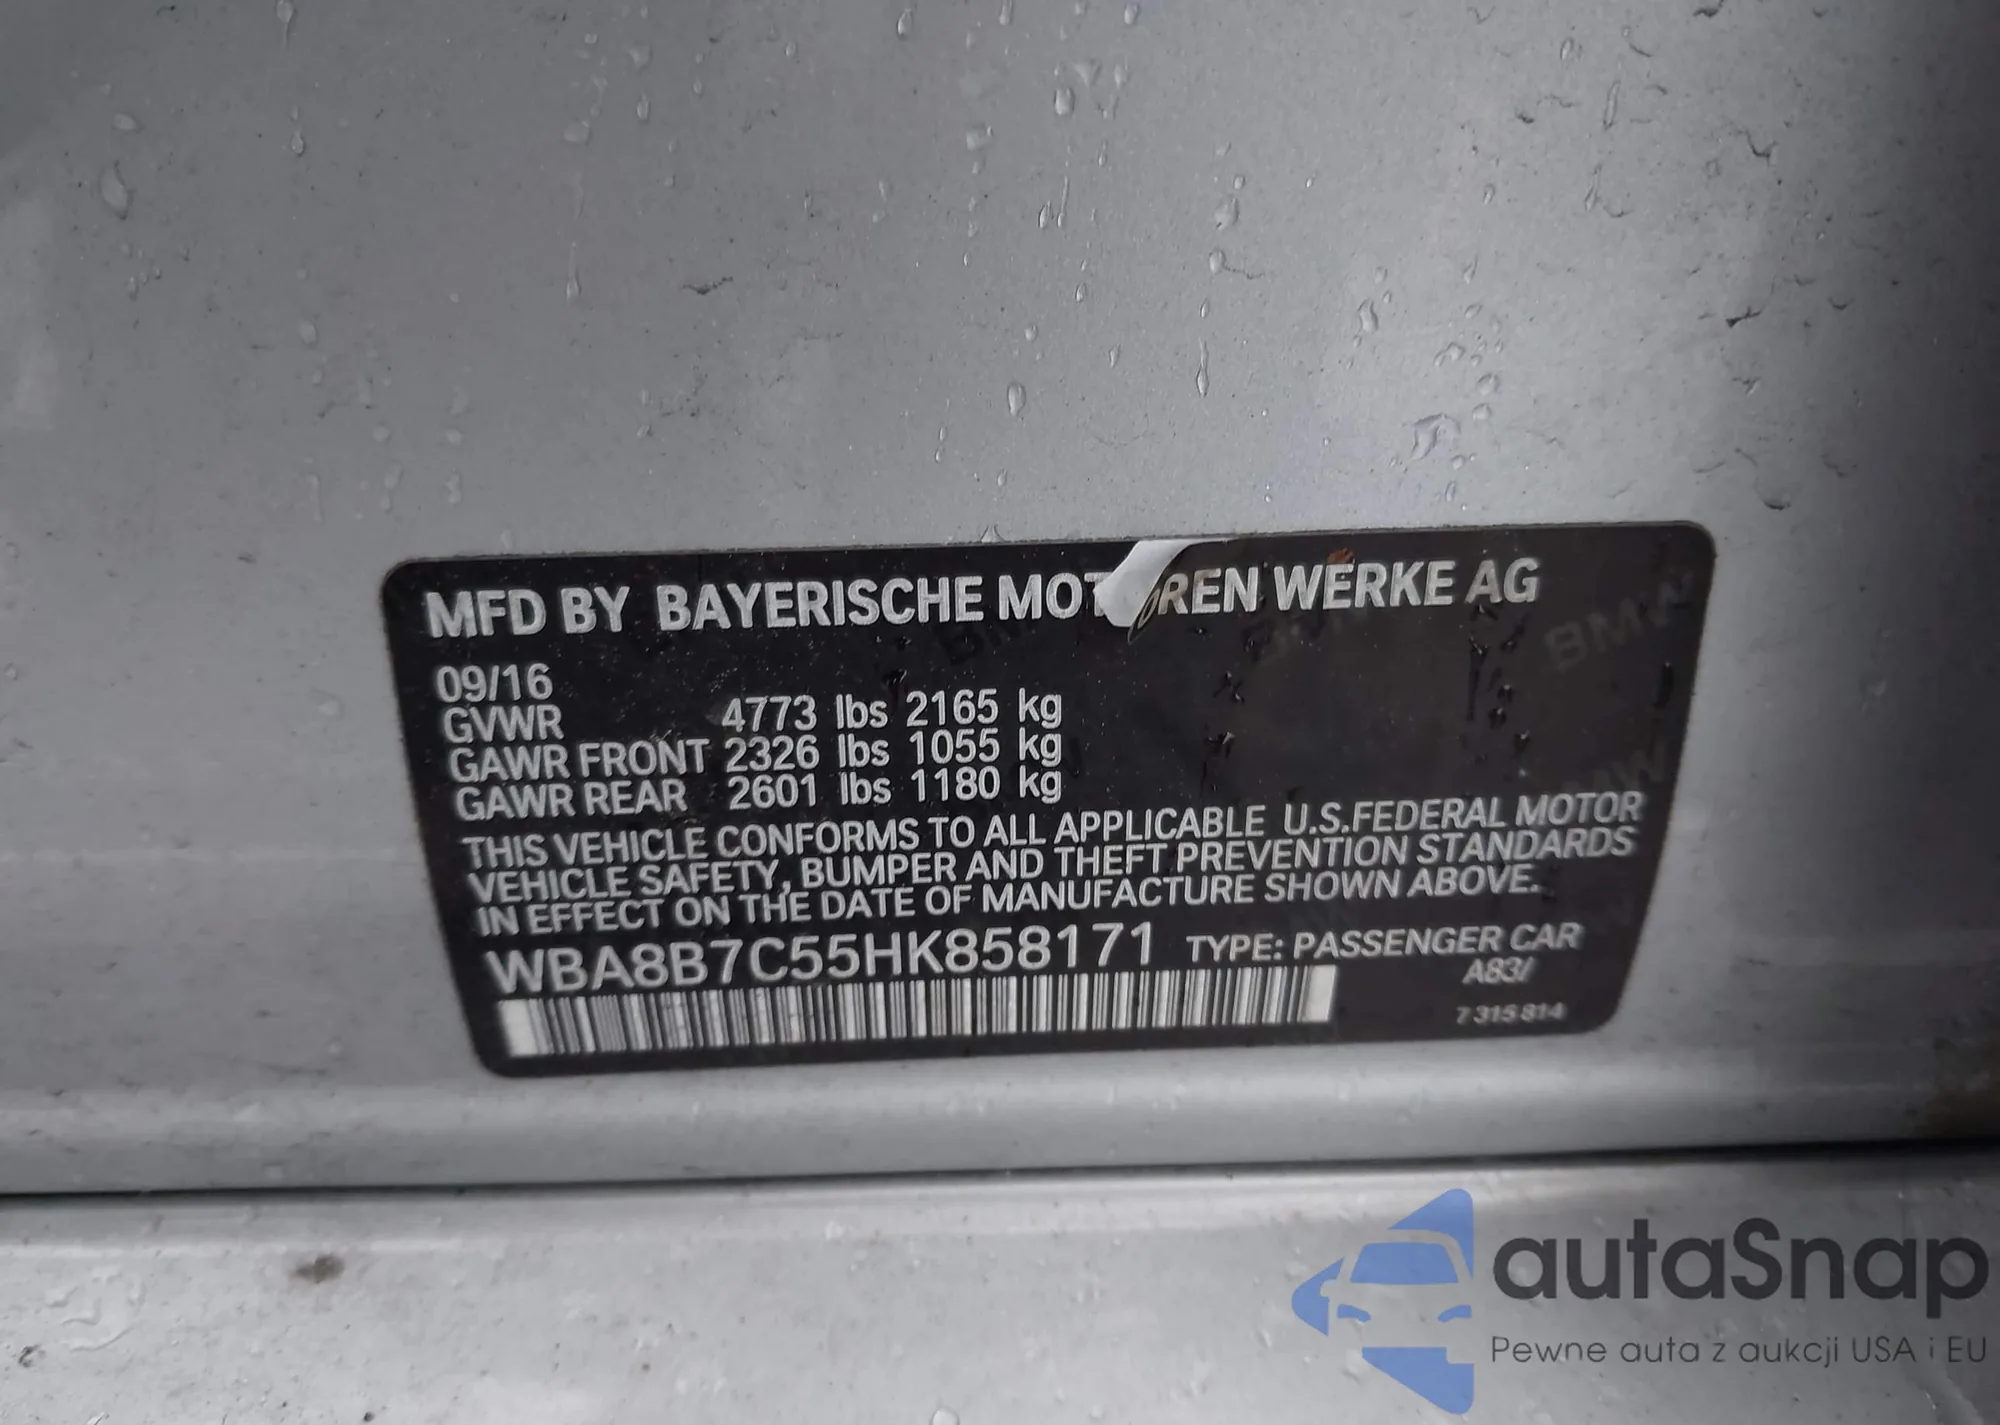 MFD BY BAYERISCHE MOTOREN WERKE AG
09/16
GVWR 4773 lbs 2165 kg
GAWR FRONT 2326 lbs 1055 kg
GAWR REAR 2601 lbs 1180 kg
THIS VEHICLE CONFORMS TO ALL APPLICABLE U.S.FEDERAL MOTOR
VEHICLE SAFETY, BUMPER AND THEFT PREVENTION STANDARDS
IN EFFECT ON THE DATE OF MANUFACTURE SHOWN ABOVE.
WBA8B7C55HK858171 TYPE: PASSENGER CAR
A83/
7 315 814
BMW
BMW
BMW
autaSnap
Pewne auta z aukcji USA i EU